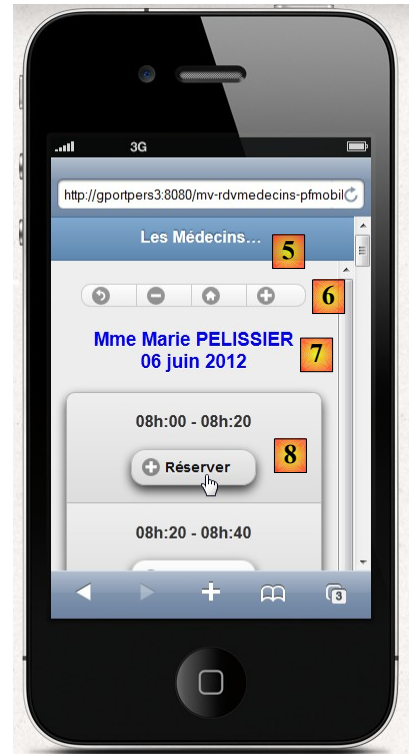 3G
http://gportpers3:8080/mv-rdvmedecins-pfmobil
Les Médecins...
5
6
Mme Marie PELISSIER
06 juin 2012
7
08h:00 - 08h:20
Réserver
8
08h:20 - 08h:40
3